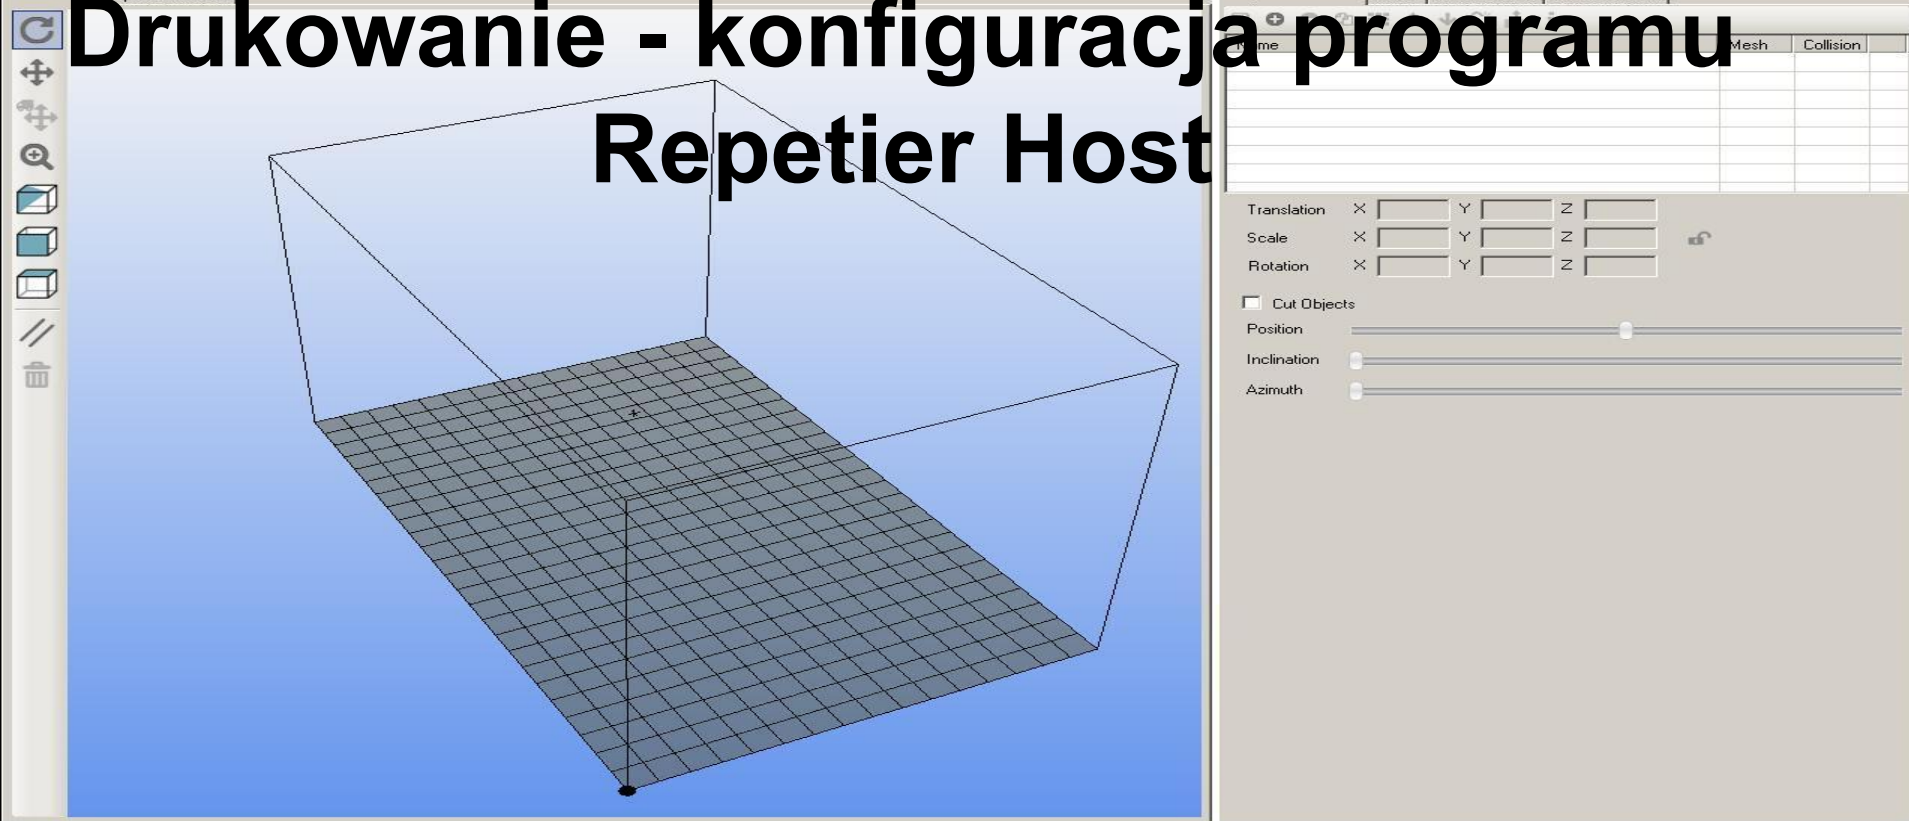 Drukowanie - konfiguracja programu
Repetier Host
Mesh Collision
Translation X Y Z
Scale X Y Z
Rotation X Y Z
Cut Objects
Position
Inclination
Azimuth